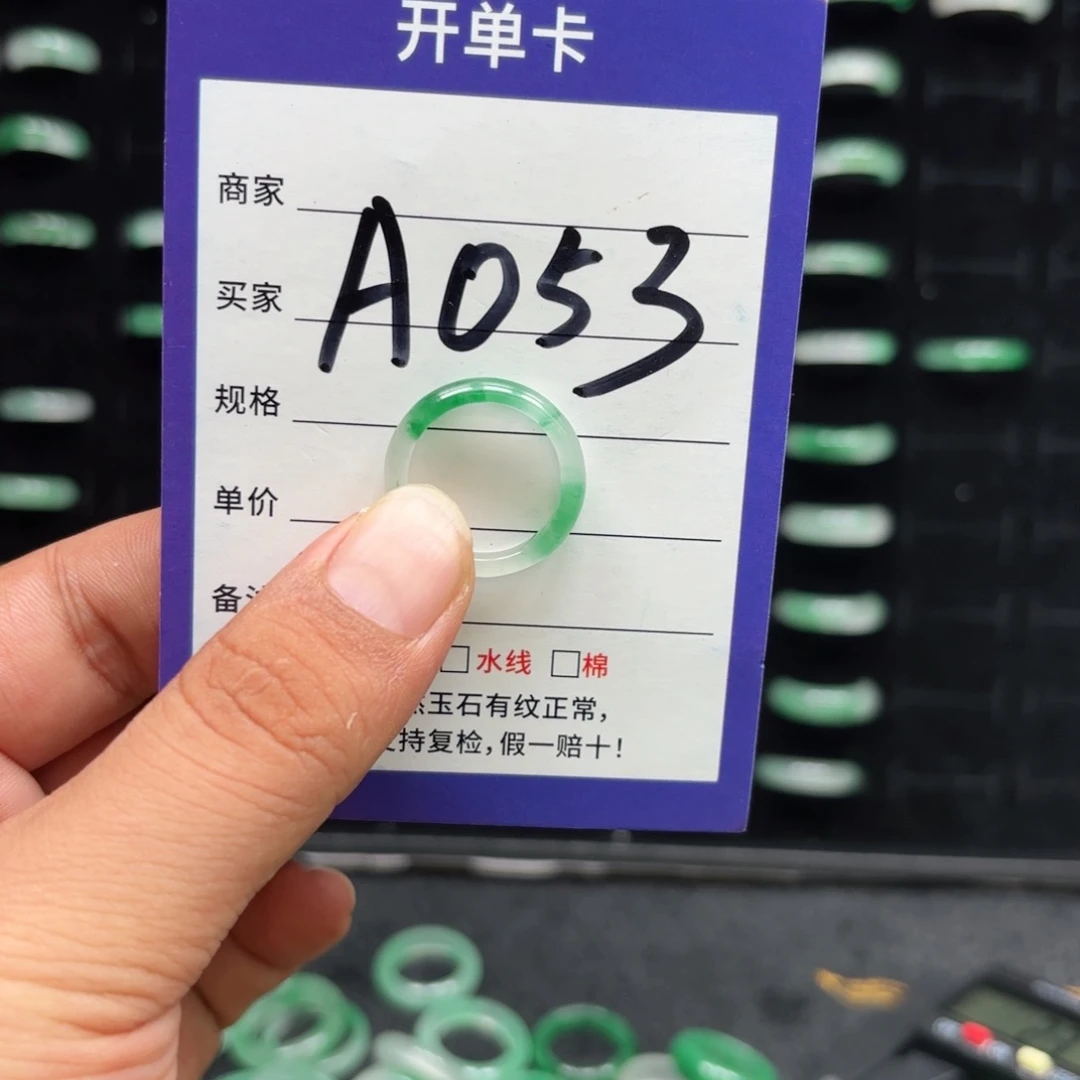 开单卡
商家
A053
买家
规格
单价
备
□水线 □棉
玉石有纹正常，
持复检，假一赔十！